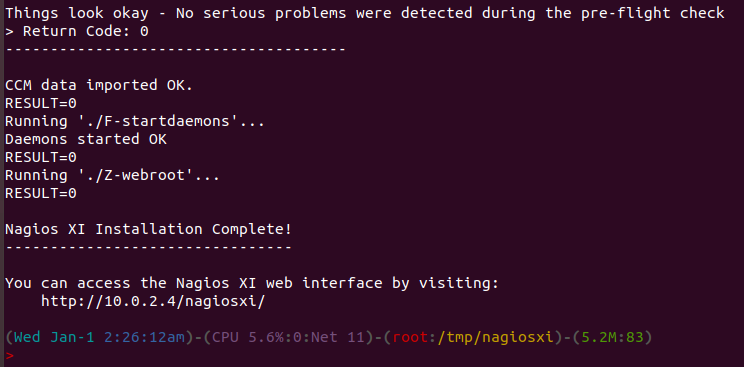 Things look okay - No serious problems were detected during the pre-flight check
> Return Code: 0
--------------------------------------
CCM data imported OK.
RESULT=0
Running './F-startdaemons'...
Daemons started OK
RESULT=0
Running './Z-webroot'...
RESULT=0
Nagios XI Installation Complete!
--------------------------------
You can access the Nagios XI web interface by visiting:
http://10.0.2.4/nagiosxi/
(Wed Jan-1 2:26:12am)-(CPU 5.6%:0:Net 11)-(root:/tmp/nagiosxi)-(5.2M:83)
>